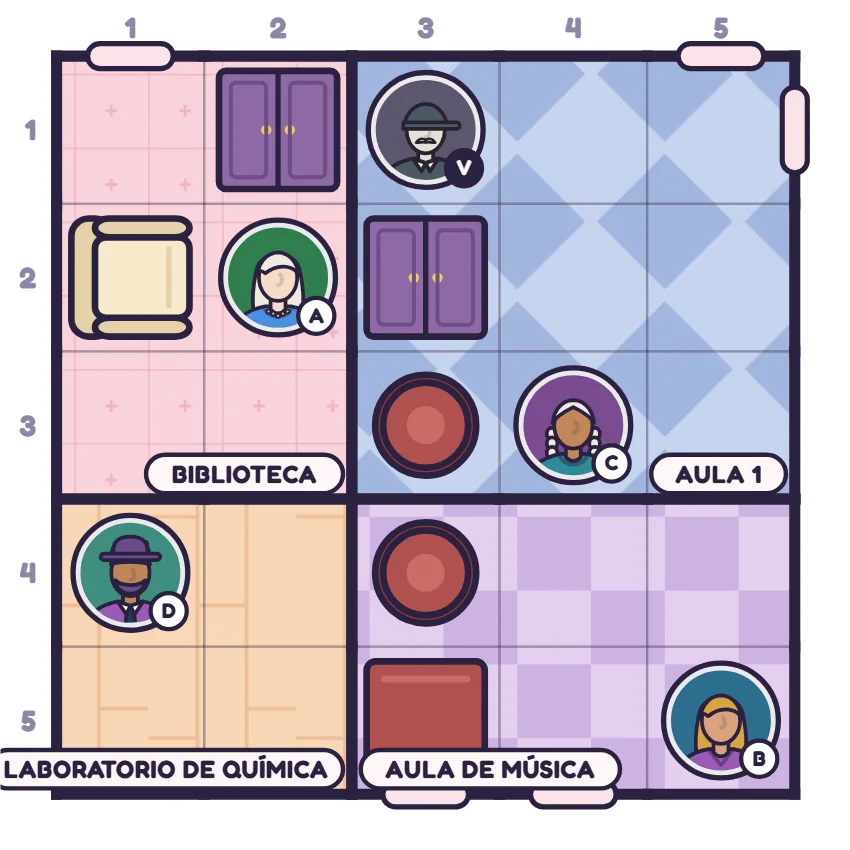 1 2 3 4 5
1
V
2
A
3
C
BIBLIOTECA
AULA 1
4
D
5
B
LABORATORIO DE QUÍMICA
AULA DE MÚSICA